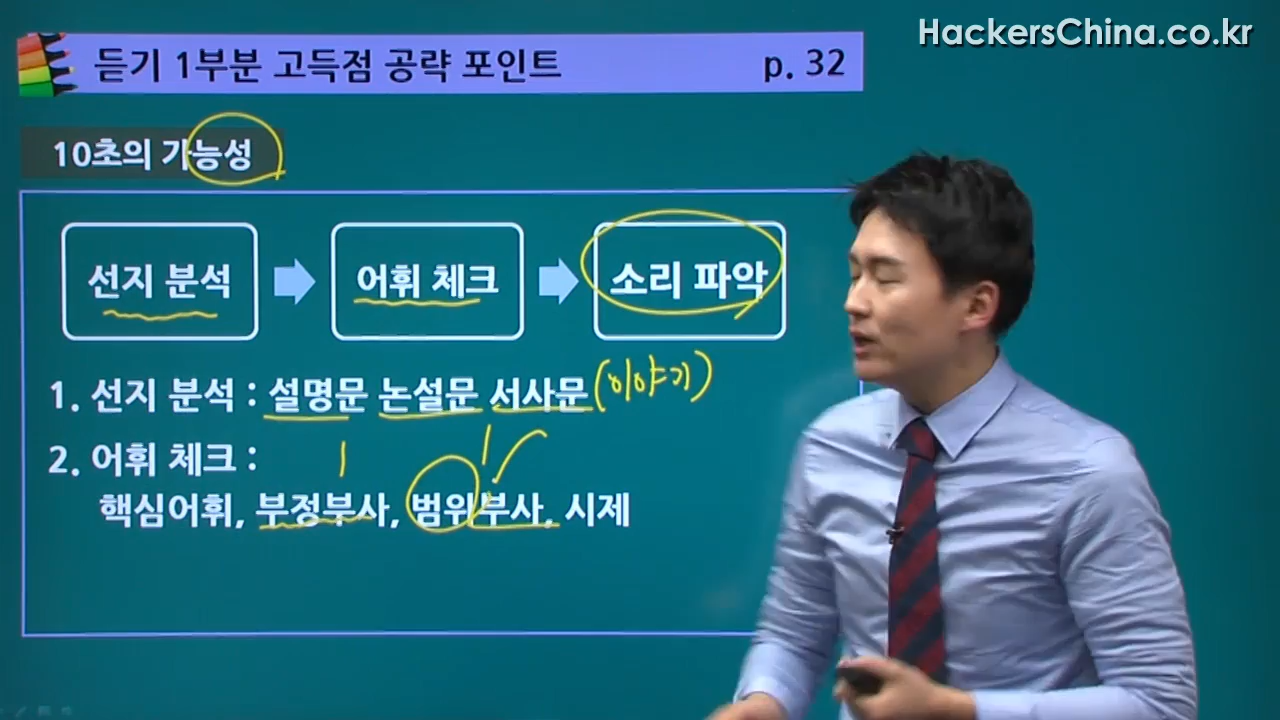 HackersChina.co.kr
듣기 1부분 고득점 공략 포인트 p. 32
10초의 가능성
선지 분석 어휘 체크 소리 파악
1. 선지 분석 : 설명문 논설문 서사문 (이야기)
2. 어휘 체크 :
핵심어휘, 부정부사, 범위부사, 시제